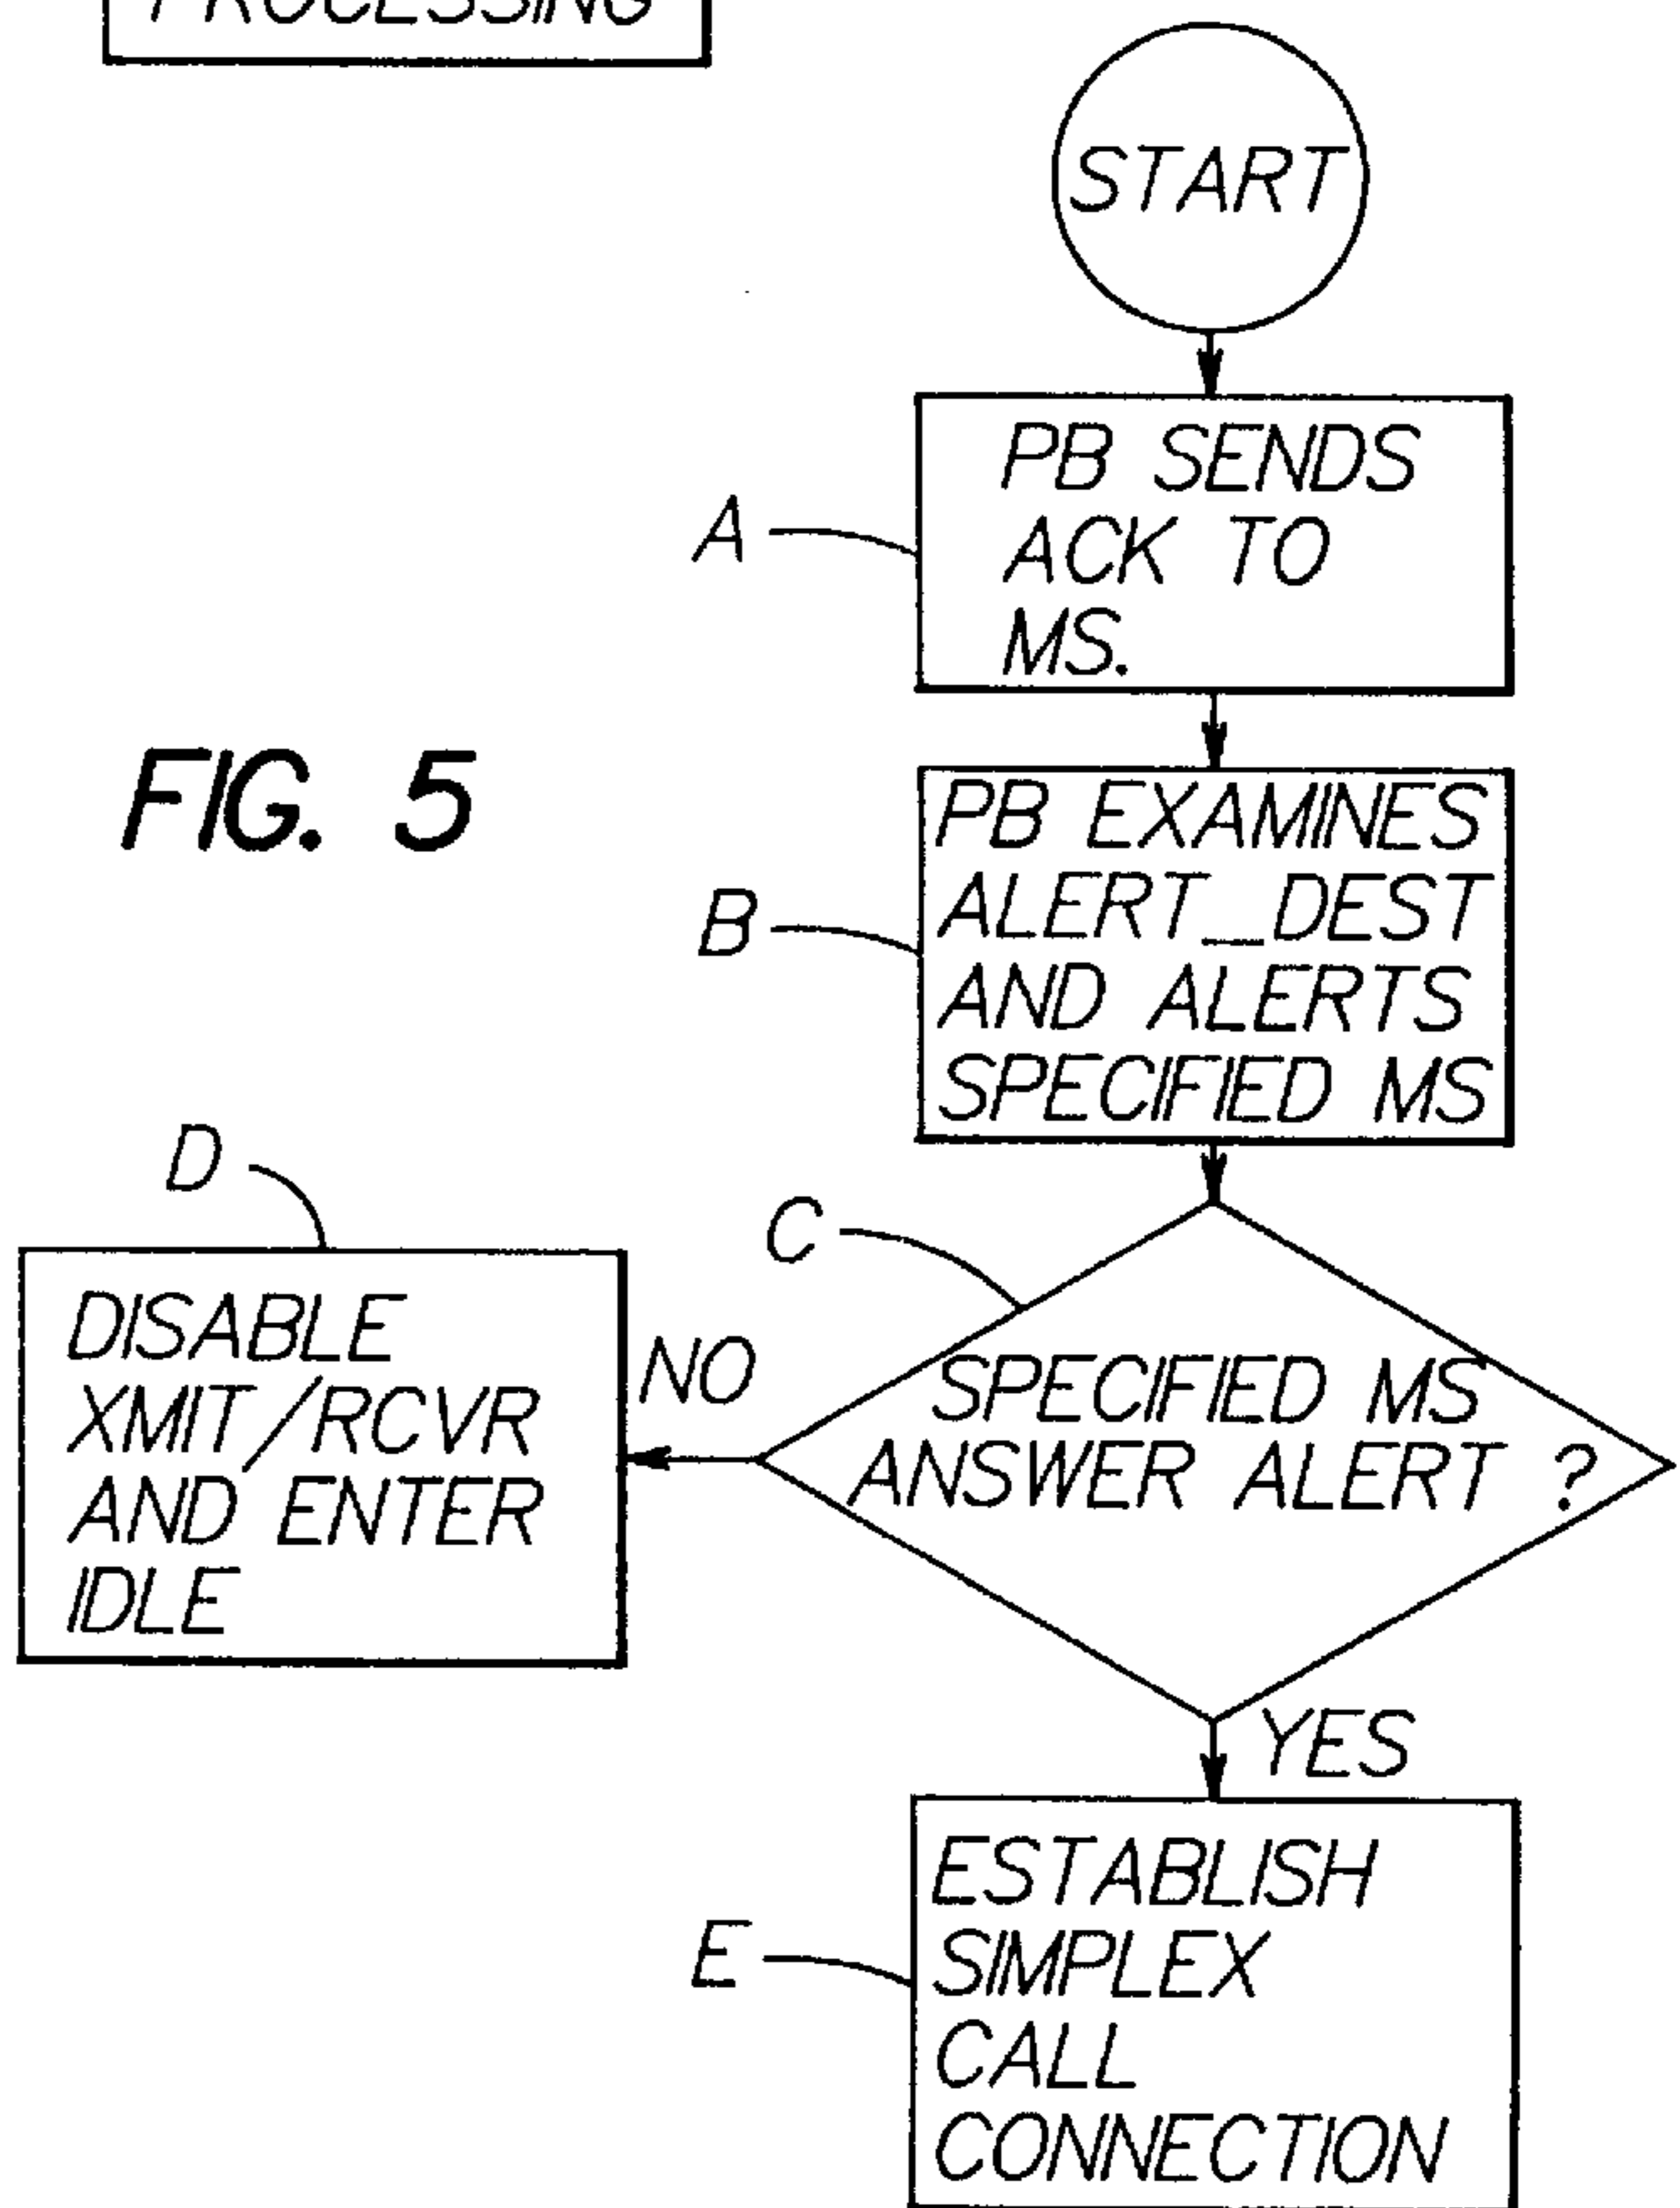 PROCESSING
START
A
PB SENDS
ACK TO
MS.
FIG. 5
B
PB EXAMINES
ALERT_DEST
AND ALERTS
SPECIFIED MS
C
SPECIFIED MS
ANSWER ALERT ?
NO
D
DISABLE
XMIT/RCVR
AND ENTER
IDLE
YES
E
ESTABLISH
SIMPLEX
CALL
CONNECTION